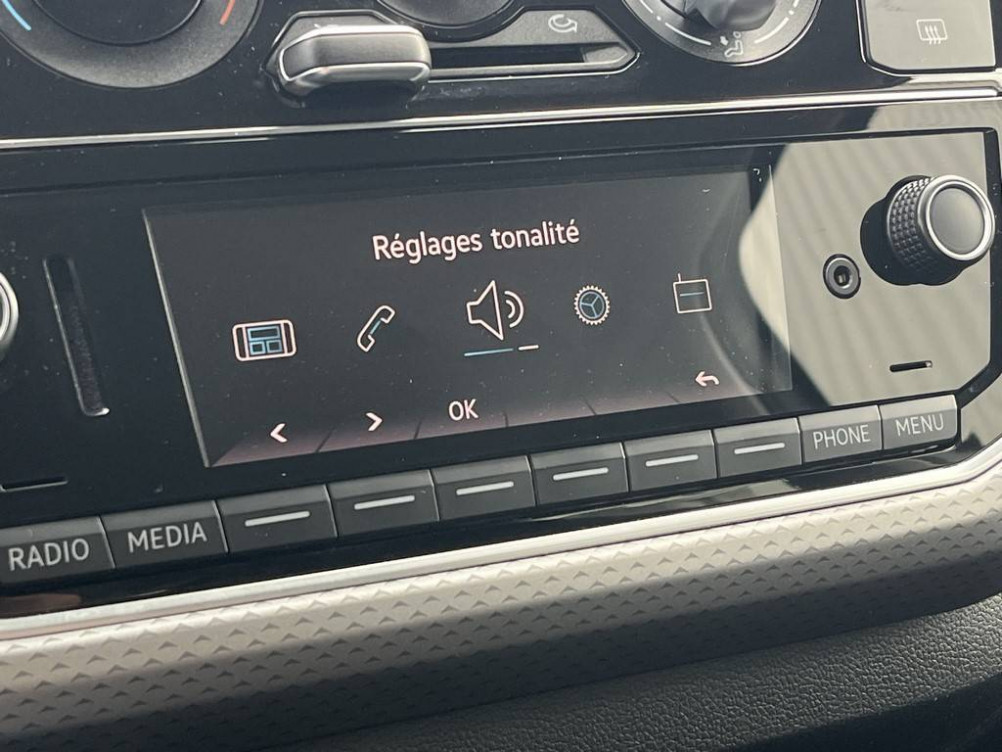 Réglages tonalité
OK
RADIO
MEDIA
PHONE
MENU